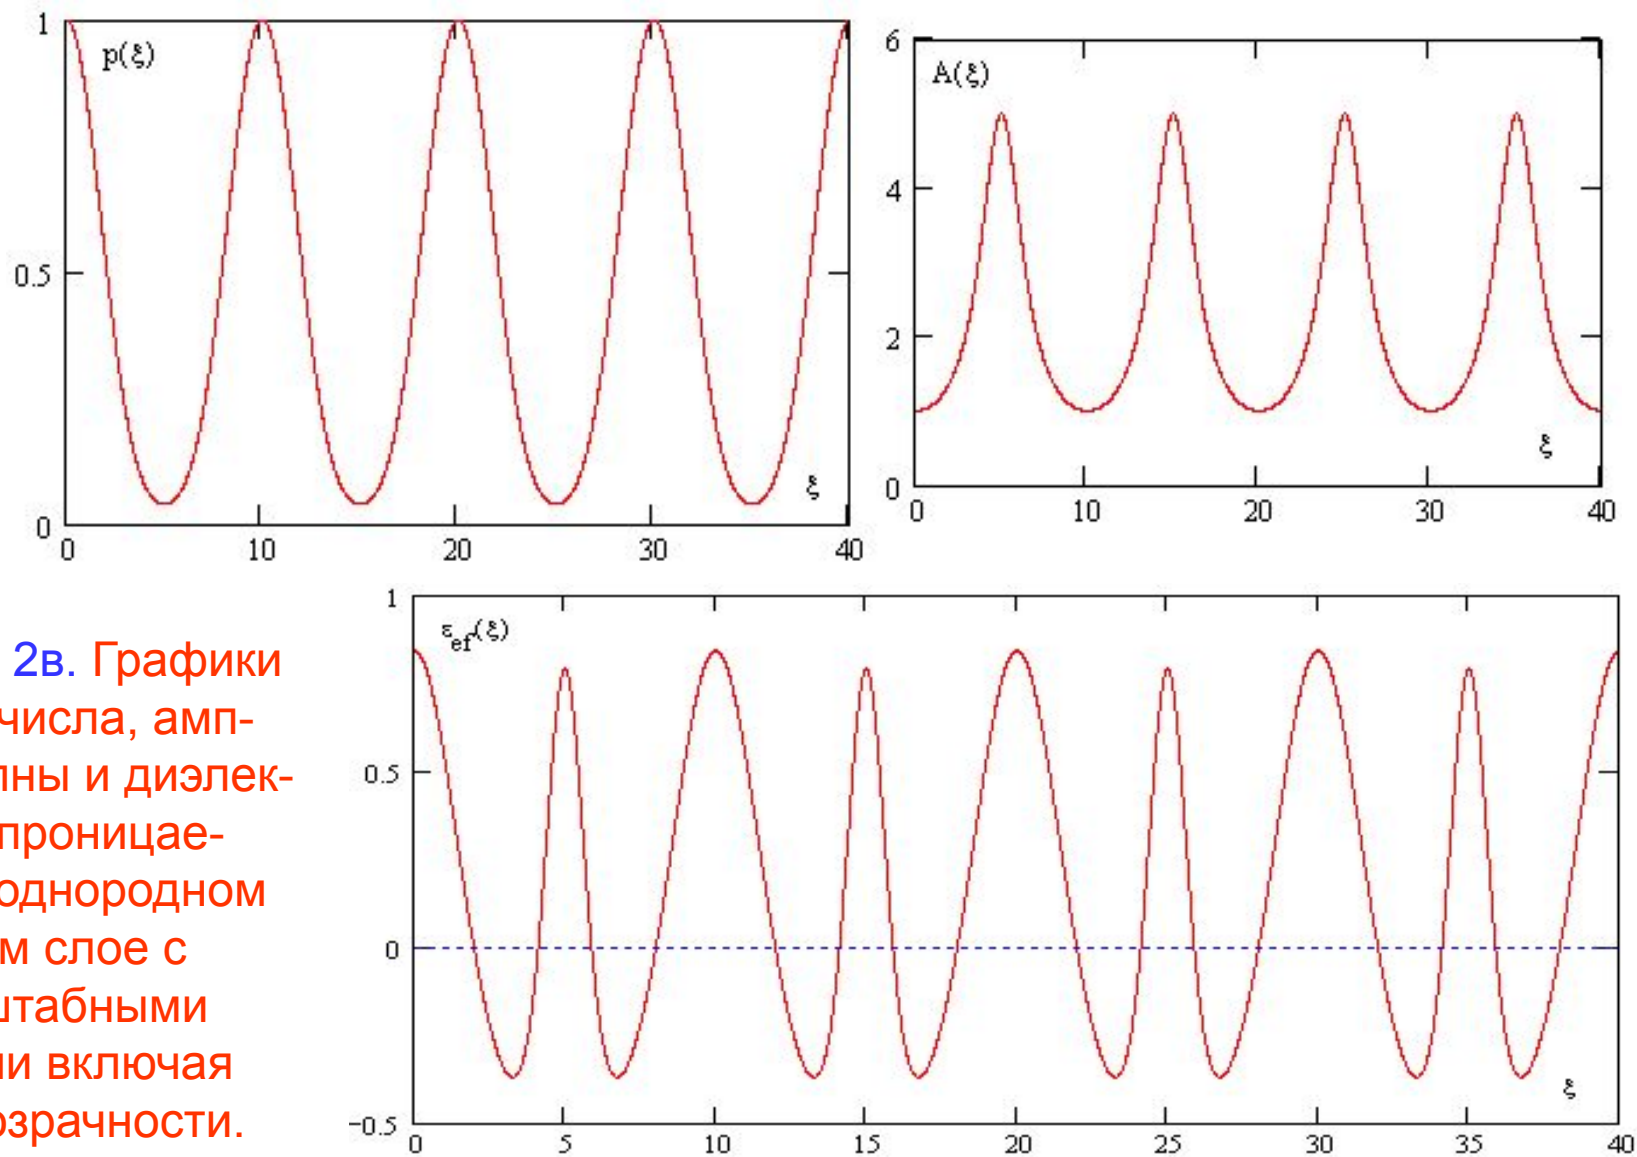 1
p(ξ)
0.5
ξ
0
0 10 20 30 40
6
A(ξ)
4
2
ξ
0
0 10 20 30 40
2в. Графики
числа, амп-
лны и диэлек-
проницае-
однородном
м слое с
штабными
ии включая
озрачности.
1
ε_ef(ξ)
0.5
0
ξ
−0.5
0 5 10 15 20 25 30 35 40